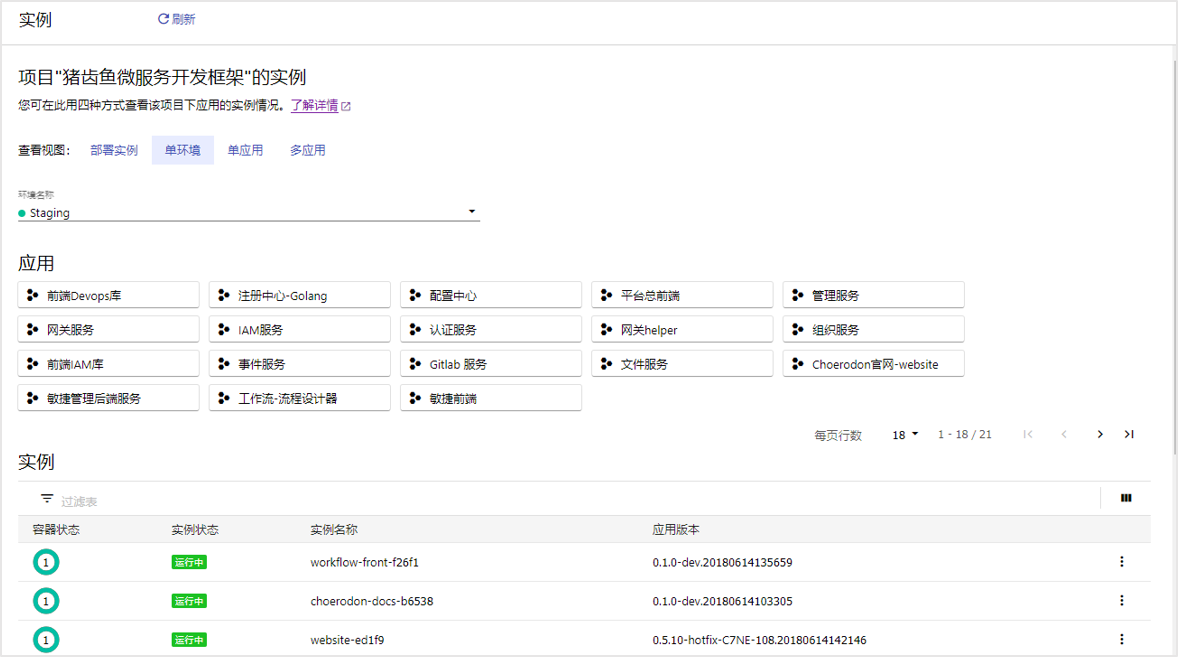 实例 刷新
项目"猪齿鱼微服务开发框架"的实例
您可在此用四种方式查看该项目下应用的实例情况。 了解详情
查看视图： 部署实例 单环境 单应用 多应用
环境名称
Staging
应用
前端Devops库 注册中心-Golang 配置中心 平台总前端 管理服务
网关服务 IAM服务 认证服务 网关helper 组织服务
前端IAM库 事件服务 Gitlab 服务 文件服务 Choerodon官网-website
敏捷管理后端服务 工作流-流程设计器 敏捷前端
每页行数 18 1 - 18 / 21
实例
过滤表
容器状态 实例状态 实例名称 应用版本
1 运行中 workflow-front-f26f1 0.1.0-dev.20180614135659
1 运行中 choerodon-docs-b6538 0.1.0-dev.20180614103305
1 运行中 website-ed1f9 0.5.10-hotfix-C7NE-108.20180614142146